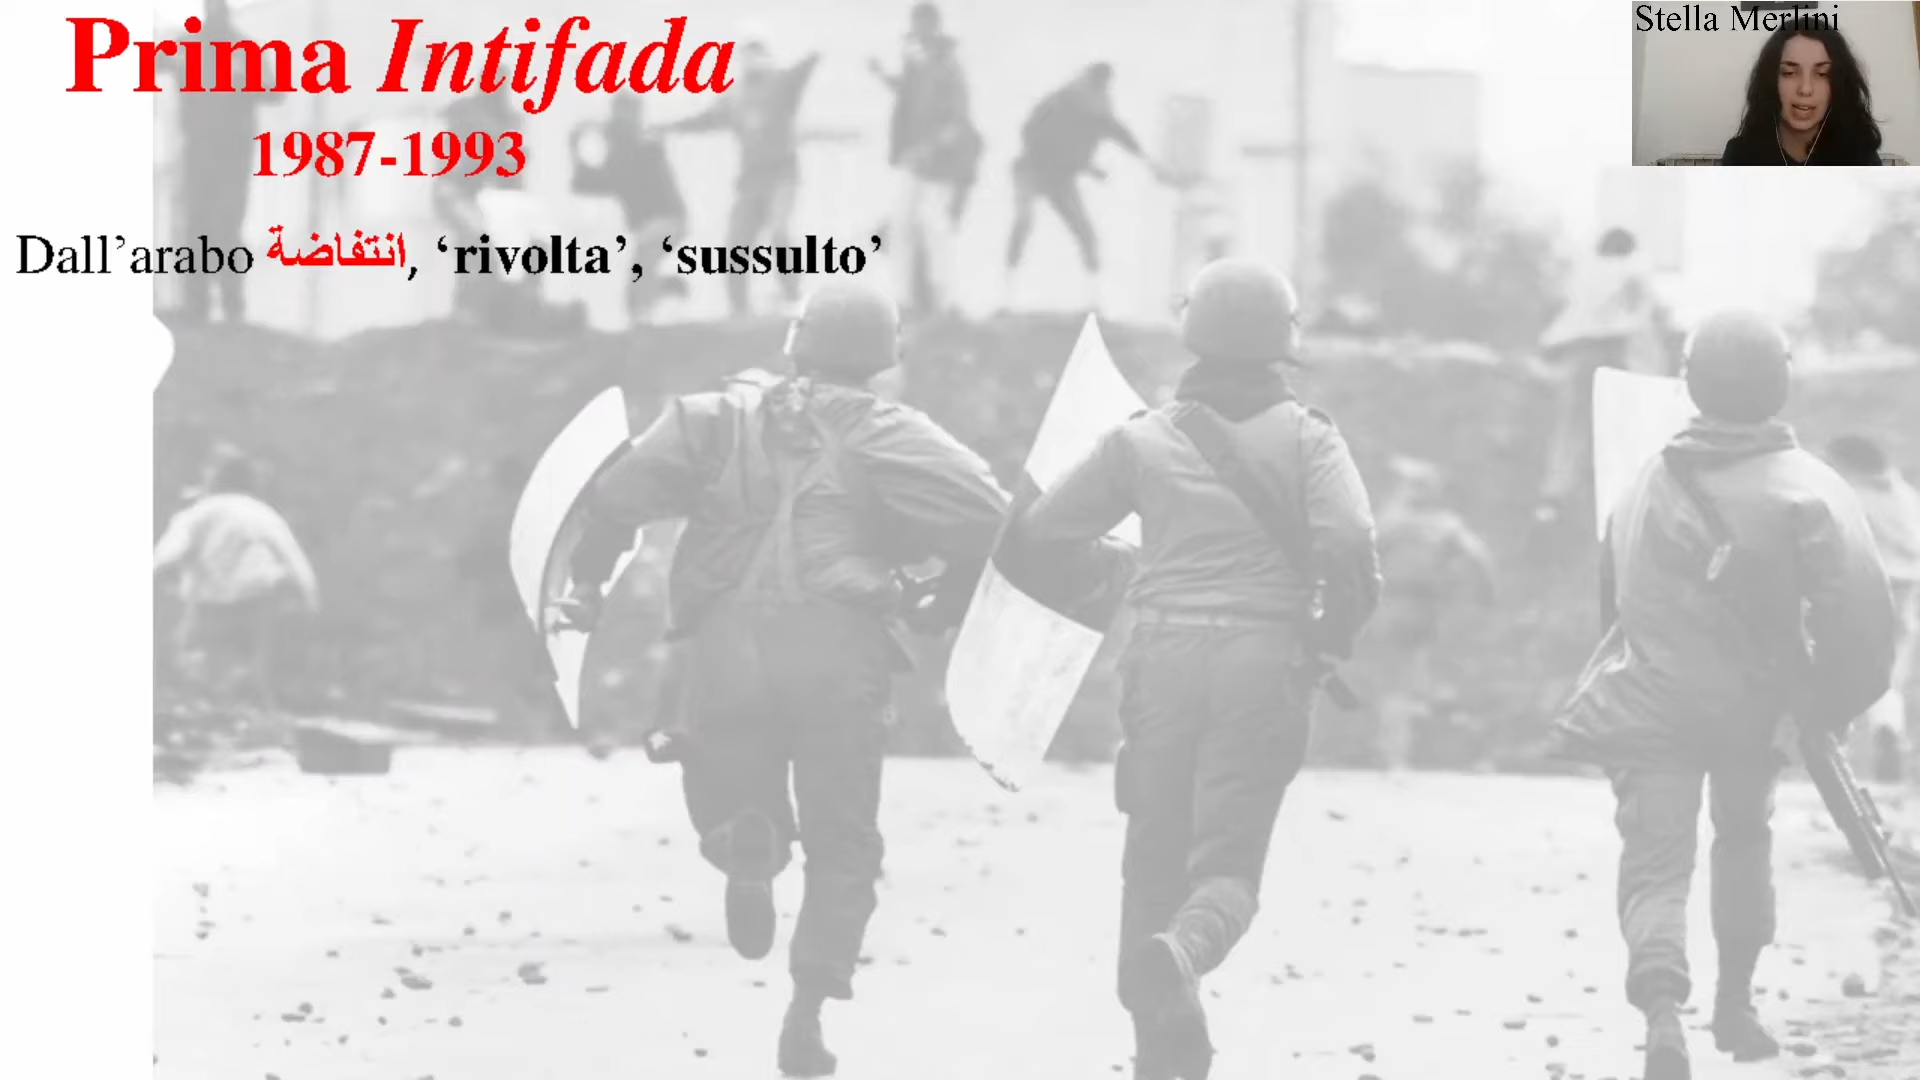 Prima Intifada
1987-1993
Dall’arabo انتفاضة, ‘rivolta’, ‘sussulto’
Stella Merlini